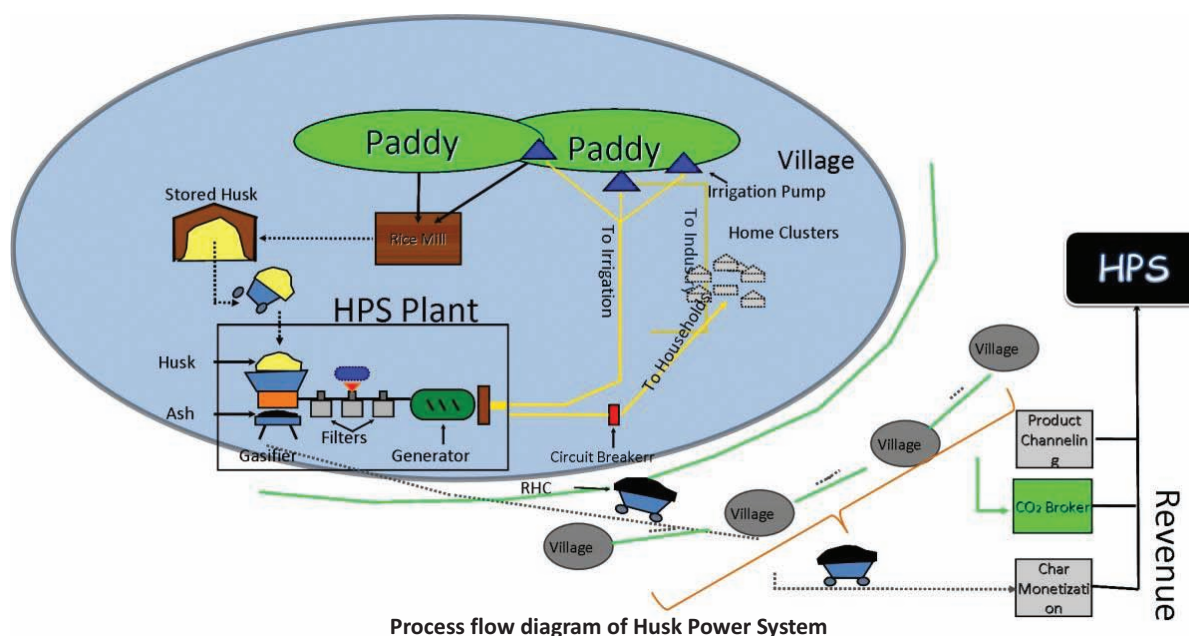 Paddy
Paddy
Village
Irrigation Pump
Stored Husk
Rice Mill
To Irrigation
To Industry
Home Clusters
To Households
HPS
HPS Plant
Husk
Ash
Filters
Gasifier
Generator
Circuit Breakerr
RHC
Village
Village
Village
Village
Product
Channelin
g
CO₂ Broker
Char
Monetizati
on
Revenue
Process flow diagram of Husk Power System